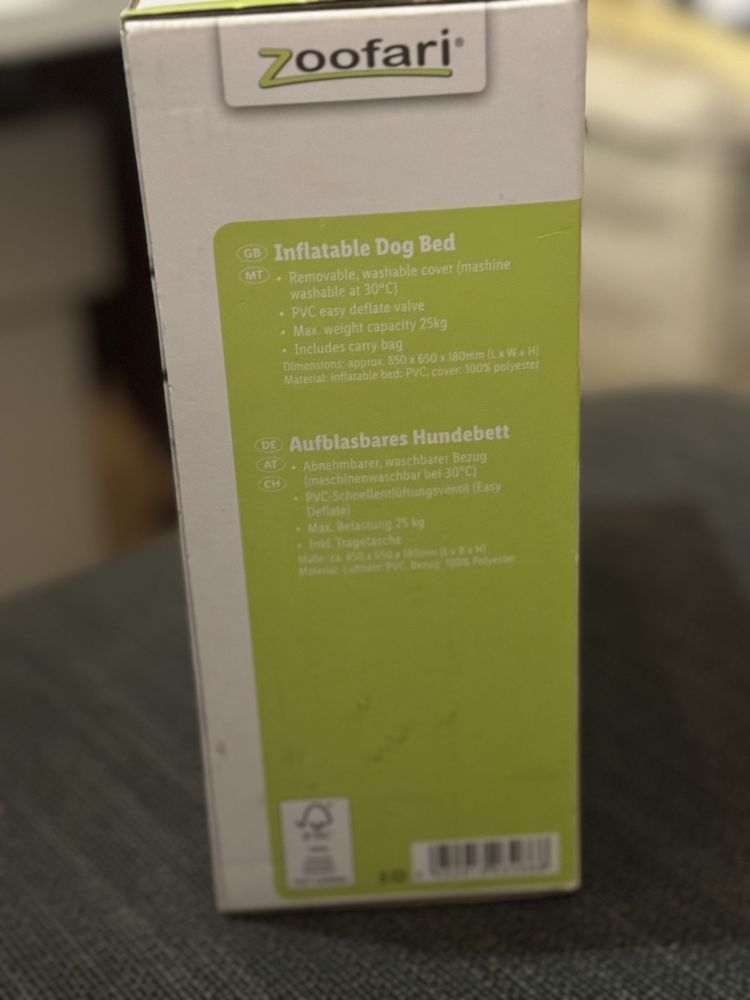 zoofari®
GB Inflatable Dog Bed
MT • Removable, washable cover (mashine
washable at 30°C)
• PVC easy deflate valve
• Max. weight capacity 25kg
• Includes carry bag
Dimensions: approx. 850 x 650 x 180mm (L x W x H)
Material: inflatable bed: PVC, cover: 100% polyester
DE Aufblasbares Hundebett
AT • Abnehmbarer, waschbarer Bezug
CH (maschinenwaschbar bei 30°C)
• PVC-Schnellentlüftungsventil (Easy
Deflate)
• Max. Belastung 25 kg
• Inkl. Tragetasche
Maße: ca. 850 x 650 x 180mm (L x B x H)
Material: Luftbett: PVC, Bezug: 100% Polyester